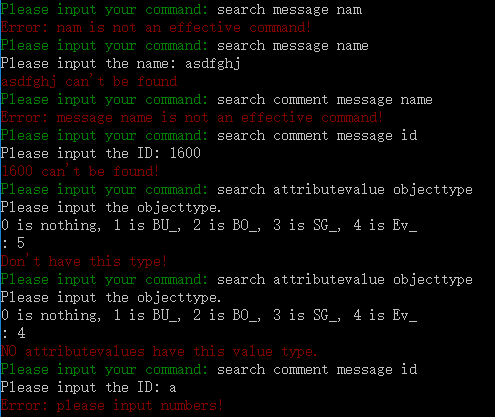 Please input your command: search message nam
Error: nam is not an effective command!
Please input your command: search message name
Please input the name: asdfghj
asdfghj can't be found
Please input your command: search comment message name
Error: message name is not an effective command!
Please input your command: search comment message id
Please input the ID: 1600
1600 can't be found!
Please input your command: search attributevalue objecttype
Please input the objecttype.
0 is nothing, 1 is BU_, 2 is BO_, 3 is SG_, 4 is Ev_
: 5
Don't have this type!
Please input your command: search attributevalue objecttype
Please input the objecttype.
0 is nothing, 1 is BU_, 2 is BO_, 3 is SG_, 4 is Ev_
: 4
NO attributevalues have this value type.
Please input your command: search comment message id
Please input the ID: a
Error: please input numbers!